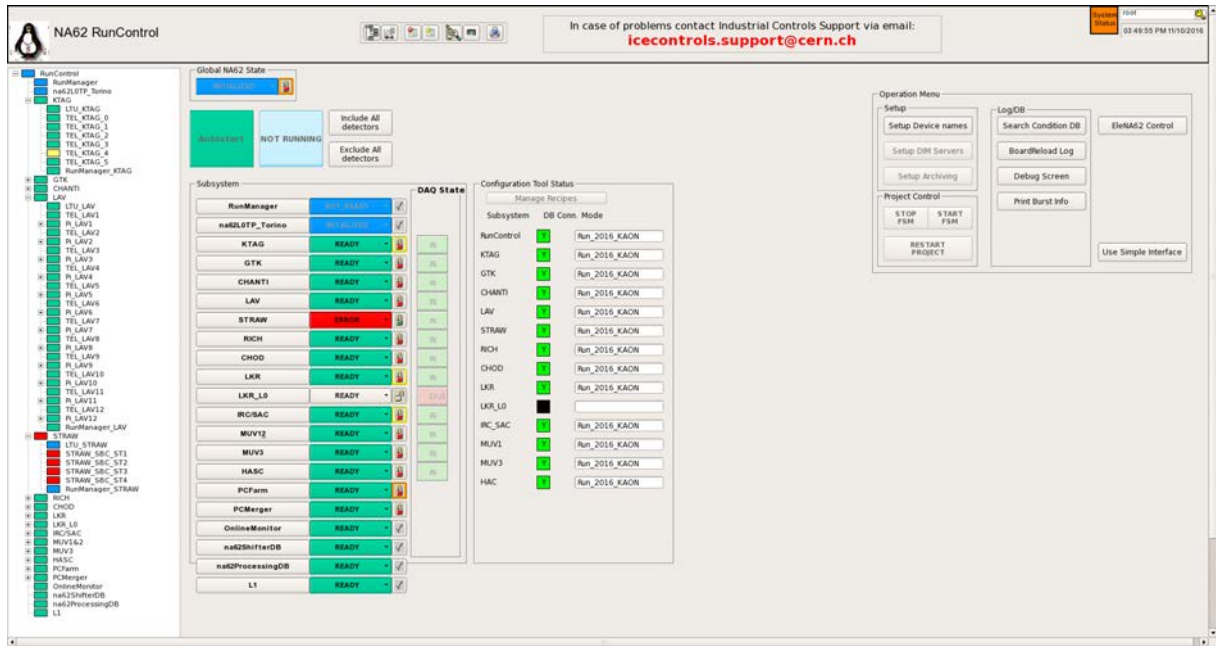 NA62 RunControl
In case of problems contact Industrial Controls Support via email:
icecontrols.support@cern.ch
System
Status
root
03:49:55 PM 11/10/2016
RunControl
RunManager
na62L0TP_Torino
KTAG
LTU_KTAG
TEL_KTAG_0
TEL_KTAG_1
TEL_KTAG_2
TEL_KTAG_3
TEL_KTAG_4
TEL_KTAG_5
RunManager_KTAG
GTK
CHANTI
LAV
LTU_LAV
TEL_LAV1
Pi_LAV1
TEL_LAV2
Pi_LAV2
TEL_LAV3
Pi_LAV3
TEL_LAV4
Pi_LAV4
TEL_LAV5
Pi_LAV5
TEL_LAV6
Pi_LAV6
TEL_LAV7
Pi_LAV7
TEL_LAV8
Pi_LAV8
TEL_LAV9
Pi_LAV9
TEL_LAV10
Pi_LAV10
TEL_LAV11
Pi_LAV11
TEL_LAV12
Pi_LAV12
RunManager_LAV
STRAW
LTU_STRAW
STRAW_SBC_ST1
STRAW_SBC_ST2
STRAW_SBC_ST3
STRAW_SBC_ST4
RunManager_STRAW
RICH
CHOD
LKR
LKR_L0
IRC/SAC
MUV1&2
MUV3
HASC
PCFarm
PCMerger
OnlineMonitor
na62ShifterDB
na62ProcessingDB
L1
Global NA62 State
INITIALIZED
Autostart
NOT RUNNING
Include All
detectors
Exclude All
detectors
Subsystem
DAQ State
RunManager NOT_READY
na62L0TP_Torino INITIALIZED
KTAG READY
GTK READY
CHANTI READY
LAV READY
STRAW ERROR
RICH READY
CHOD READY
LKR READY
LKR_L0 READY
IRC/SAC READY
MUV12 READY
MUV3 READY
HASC READY
PCFarm READY
PCMerger READY
OnlineMonitor READY
na62ShifterDB READY
na62ProcessingDB READY
L1 READY
Configuration Tool Status
Manage Recipes
Subsystem DB Conn. Mode
RunControl Y Run_2016_KAON
KTAG Y Run_2016_KAON
GTK Y Run_2016_KAON
CHANTI Y Run_2016_KAON
LAV Y Run_2016_KAON
STRAW Y Run_2016_KAON
RICH Y Run_2016_KAON
CHOD Y Run_2016_KAON
LKR Y Run_2016_KAON
LKR_L0
IRC_SAC Y Run_2016_KAON
MUV1 Y Run_2016_KAON
MUV3 Y Run_2016_KAON
HAC Y Run_2016_KAON
Operation Menu
Setup
Setup Device names
Setup DIM Servers
Setup Archiving
Project Control
STOP
FSM
START
FSM
RESTART
PROJECT
Log/DB
Search Condition DB
BoardReload Log
Debug Screen
Print Burst Info
EleNA62 Control
Use Simple Interface